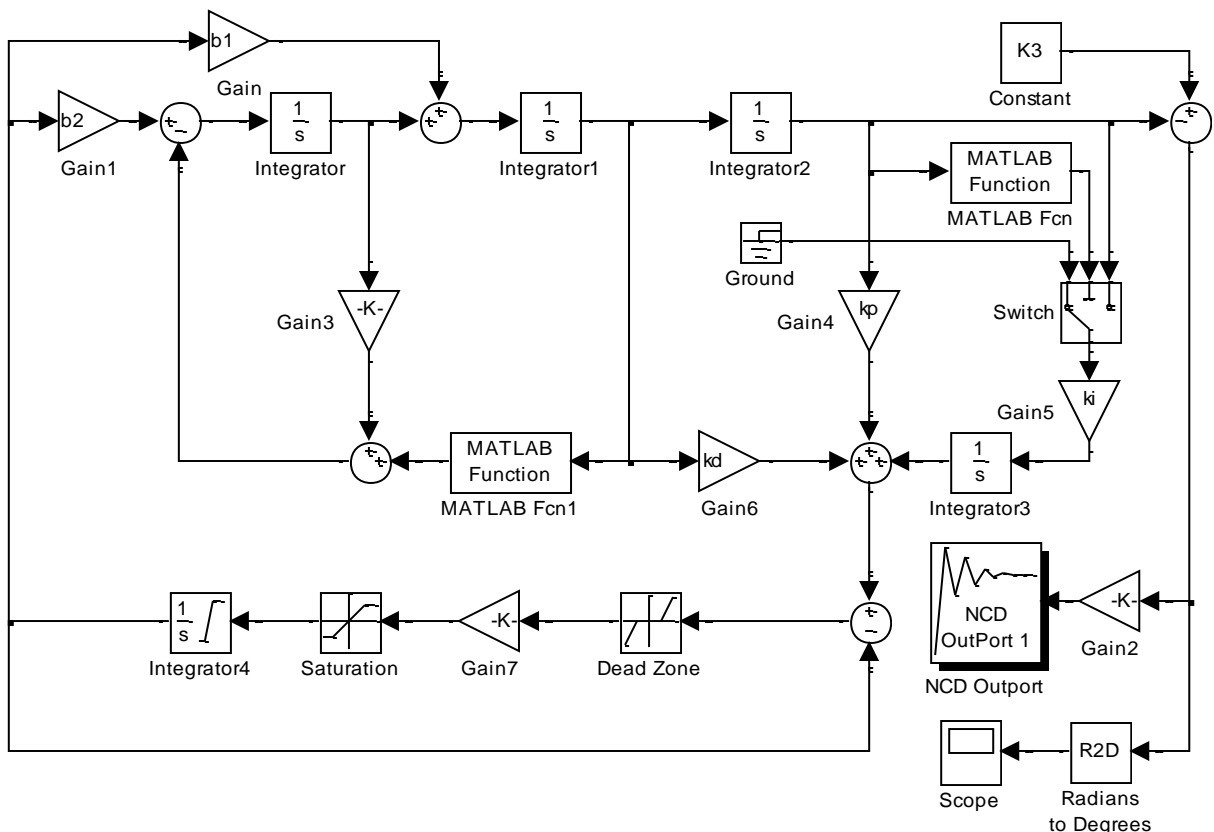 b1
Gain
K3
Constant
b2
Gain1
1
s
Integrator
1
s
Integrator1
1
s
Integrator2
MATLAB
Function
MATLAB Fcn
Ground
-K-
Gain3
kp
Gain4
Switch
ki
Gain5
MATLAB
Function
MATLAB Fcn1
kd
Gain6
1
s
Integrator3
1
s
Integrator4
Saturation
-K-
Gain7
Dead Zone
NCD
OutPort 1
NCD Outport
-K-
Gain2
Scope
R2D
Radians
to Degrees